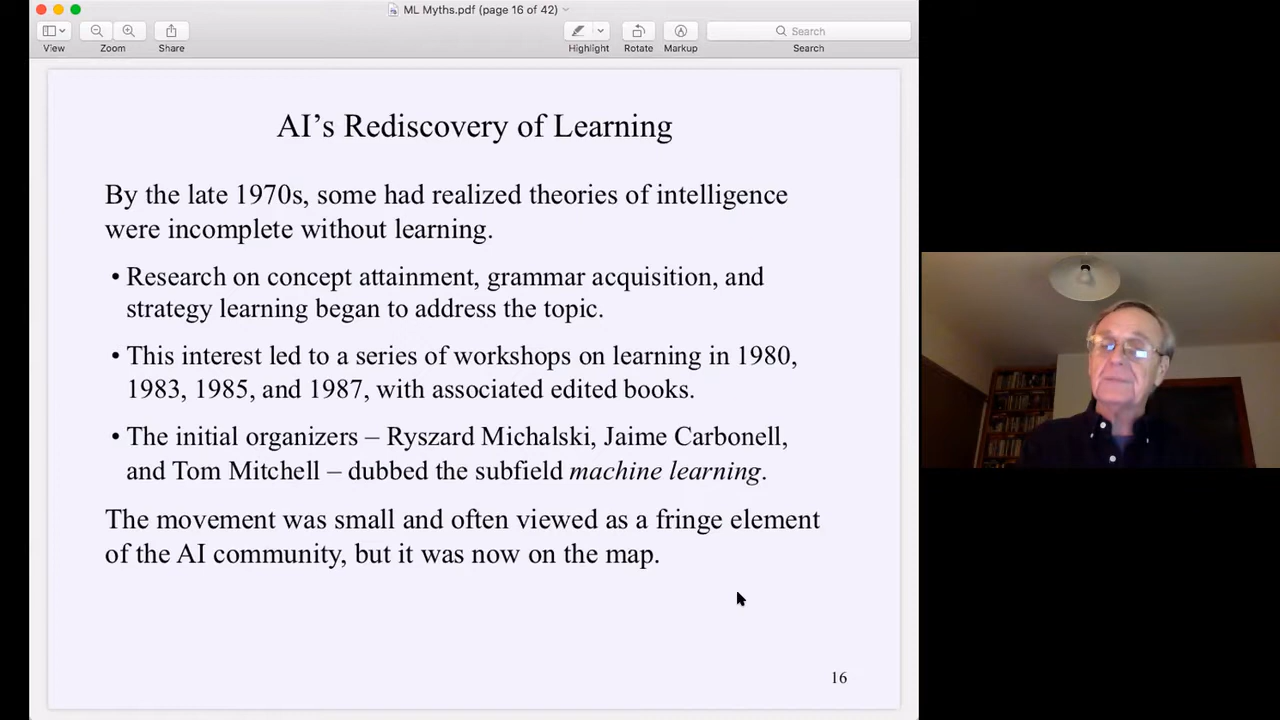 ML Myths.pdf (page 16 of 42)
View
Zoom
Share
Highlight
Rotate
Markup
Search
Search
AI’s Rediscovery of Learning
By the late 1970s, some had realized theories of intelligence
were incomplete without learning.
• Research on concept attainment, grammar acquisition, and
strategy learning began to address the topic.
• This interest led to a series of workshops on learning in 1980,
1983, 1985, and 1987, with associated edited books.
• The initial organizers – Ryszard Michalski, Jaime Carbonell,
and Tom Mitchell – dubbed the subfield machine learning.
The movement was small and often viewed as a fringe element
of the AI community, but it was now on the map.
16